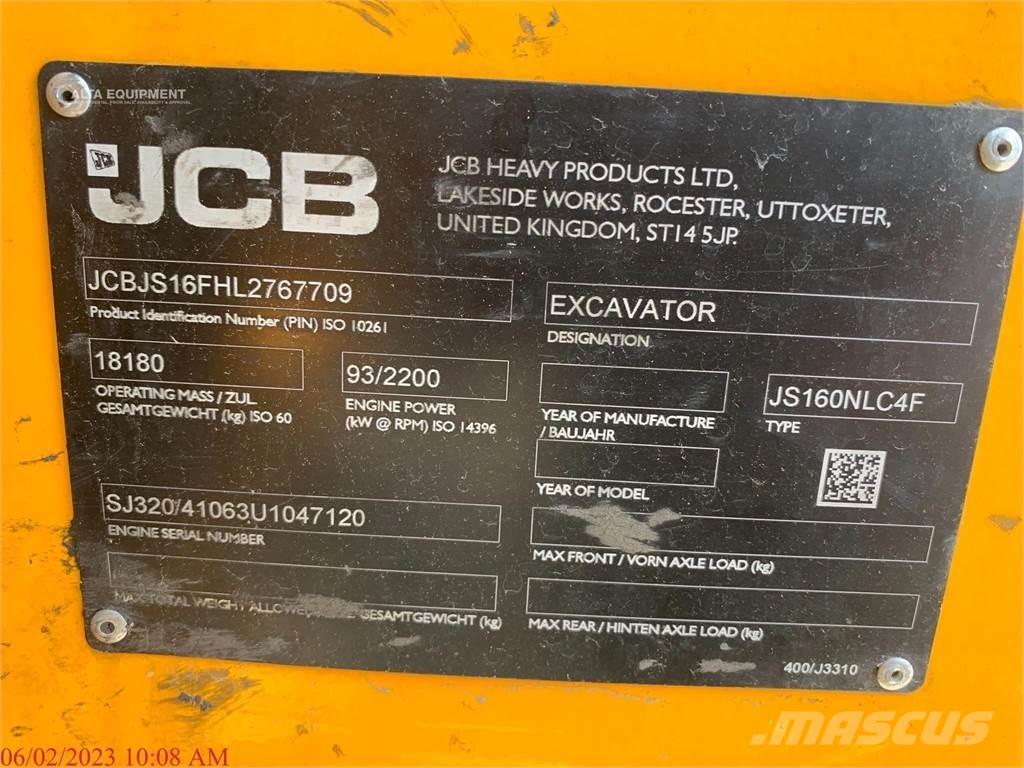 ALTA EQUIPMENT
JCB
JCB HEAVY PRODUCTS LTD,
LAKESIDE WORKS, ROCESTER, UTTOXETER,
UNITED KINGDOM, ST14 5JP.
JCBJS16FHL2767709
Product Identification Number (PIN) ISO 10261
EXCAVATOR
DESIGNATION
18180
OPERATING MASS / ZUL.
GESAMTGEWICHT (kg) ISO 60
93/2200
ENGINE POWER
(kW @ RPM) ISO 14396
YEAR OF MANUFACTURE
/ BAUJAHR
JS160NLC4F
TYPE
YEAR OF MODEL
SJ320/41063U1047120
ENGINE SERIAL NUMBER
MAX FRONT / VORN AXLE LOAD (kg)
MAX TOTAL WEIGHT ALLOWED GESAMTGEWICHT (kg)
MAX REAR / HINTEN AXLE LOAD (kg)
400/J3310
MASCUS
06/02/2023 10:08 AM